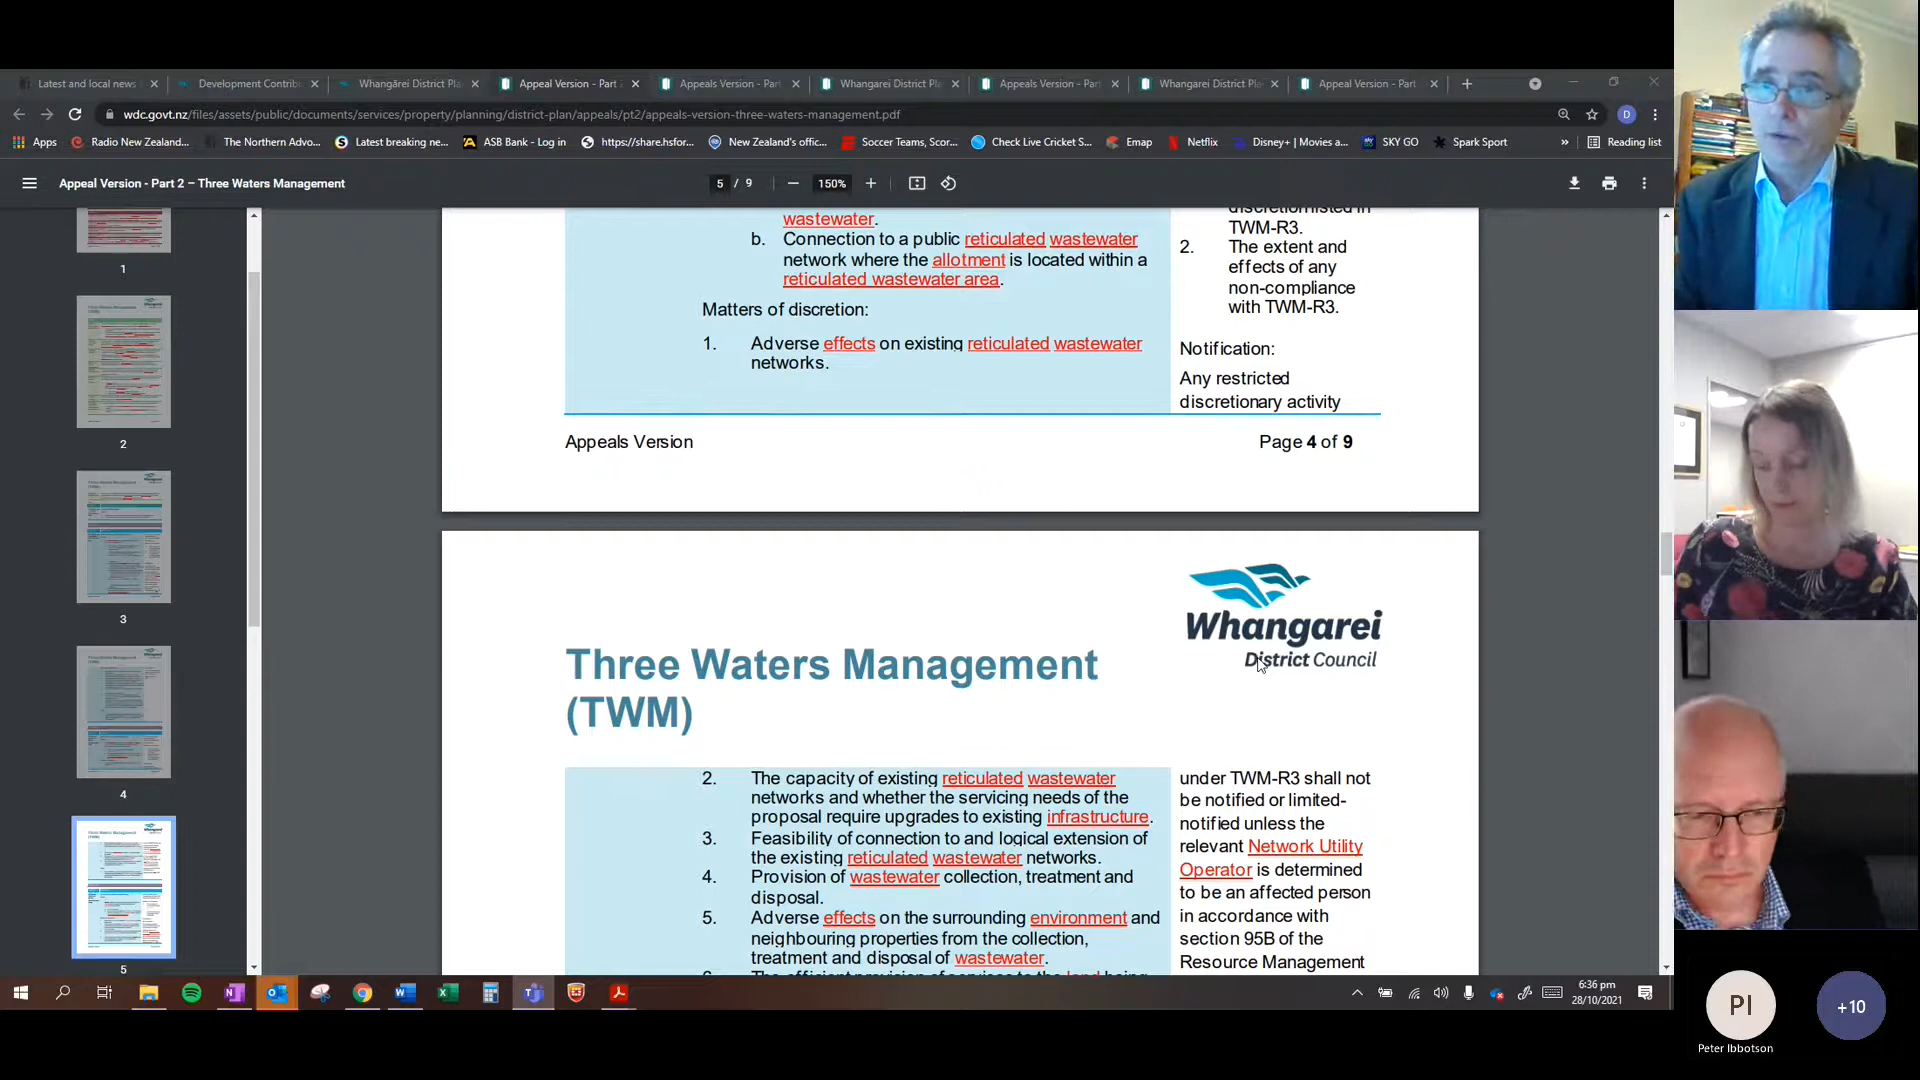 Latest and local news
Development Contrib
Whangārei District Pla
Appeal Version - Part
Appeals Version - Part
Whangarei District Pla
Appeals Version - Part
Whangarei District Pla
Appeal Version - Part
wdc.govt.nz/files/assets/public/documents/services/property/planning/district-plan/appeals/pt2/appeals-version-three-waters-management.pdf
D
Apps
Radio New Zealand...
The Northern Advo...
Latest breaking ne...
ASB Bank - Log in
https://share.hsfor...
New Zealand's offic...
Soccer Teams, Scor...
Check Live Cricket S...
Emap
Netflix
Disney+ | Movies a...
SKY GO
Spark Sport
»
Reading list
Appeal Version - Part 2 – Three Waters Management
5 / 9
150%
1
2
3
4
5
wastewater.
b. Connection to a public reticulated wastewater
network where the allotment is located within a
reticulated wastewater area.
Matters of discretion:
1. Adverse effects on existing reticulated wastewater
networks.
TWM-R3.
2. The extent and
effects of any
non-compliance
with TWM-R3.
Notification:
Any restricted
discretionary activity
Appeals Version
Page 4 of 9
Whangarei
District Council
Three Waters Management
(TWM)
2. The capacity of existing reticulated wastewater
networks and whether the servicing needs of the
proposal require upgrades to existing infrastructure.
3. Feasibility of connection to and logical extension of
the existing reticulated wastewater networks.
4. Provision of wastewater collection, treatment and
disposal.
5. Adverse effects on the surrounding environment and
neighbouring properties from the collection,
treatment and disposal of wastewater.
under TWM-R3 shall not
be notified or limited-
notified unless the
relevant Network Utility
Operator is determined
to be an affected person
in accordance with
section 95B of the
Resource Management
6:36 pm
28/10/2021
PI
Peter Ibbotson
+10